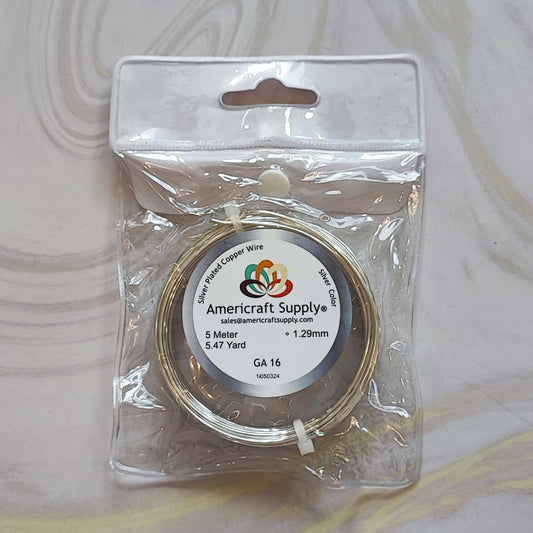 Silver Plated Copper Wire
Silver Color
Americraft Supply®
sales@americraftsupply.com
5 Meter
1.29mm
5.47 Yard
GA 16
1i050324